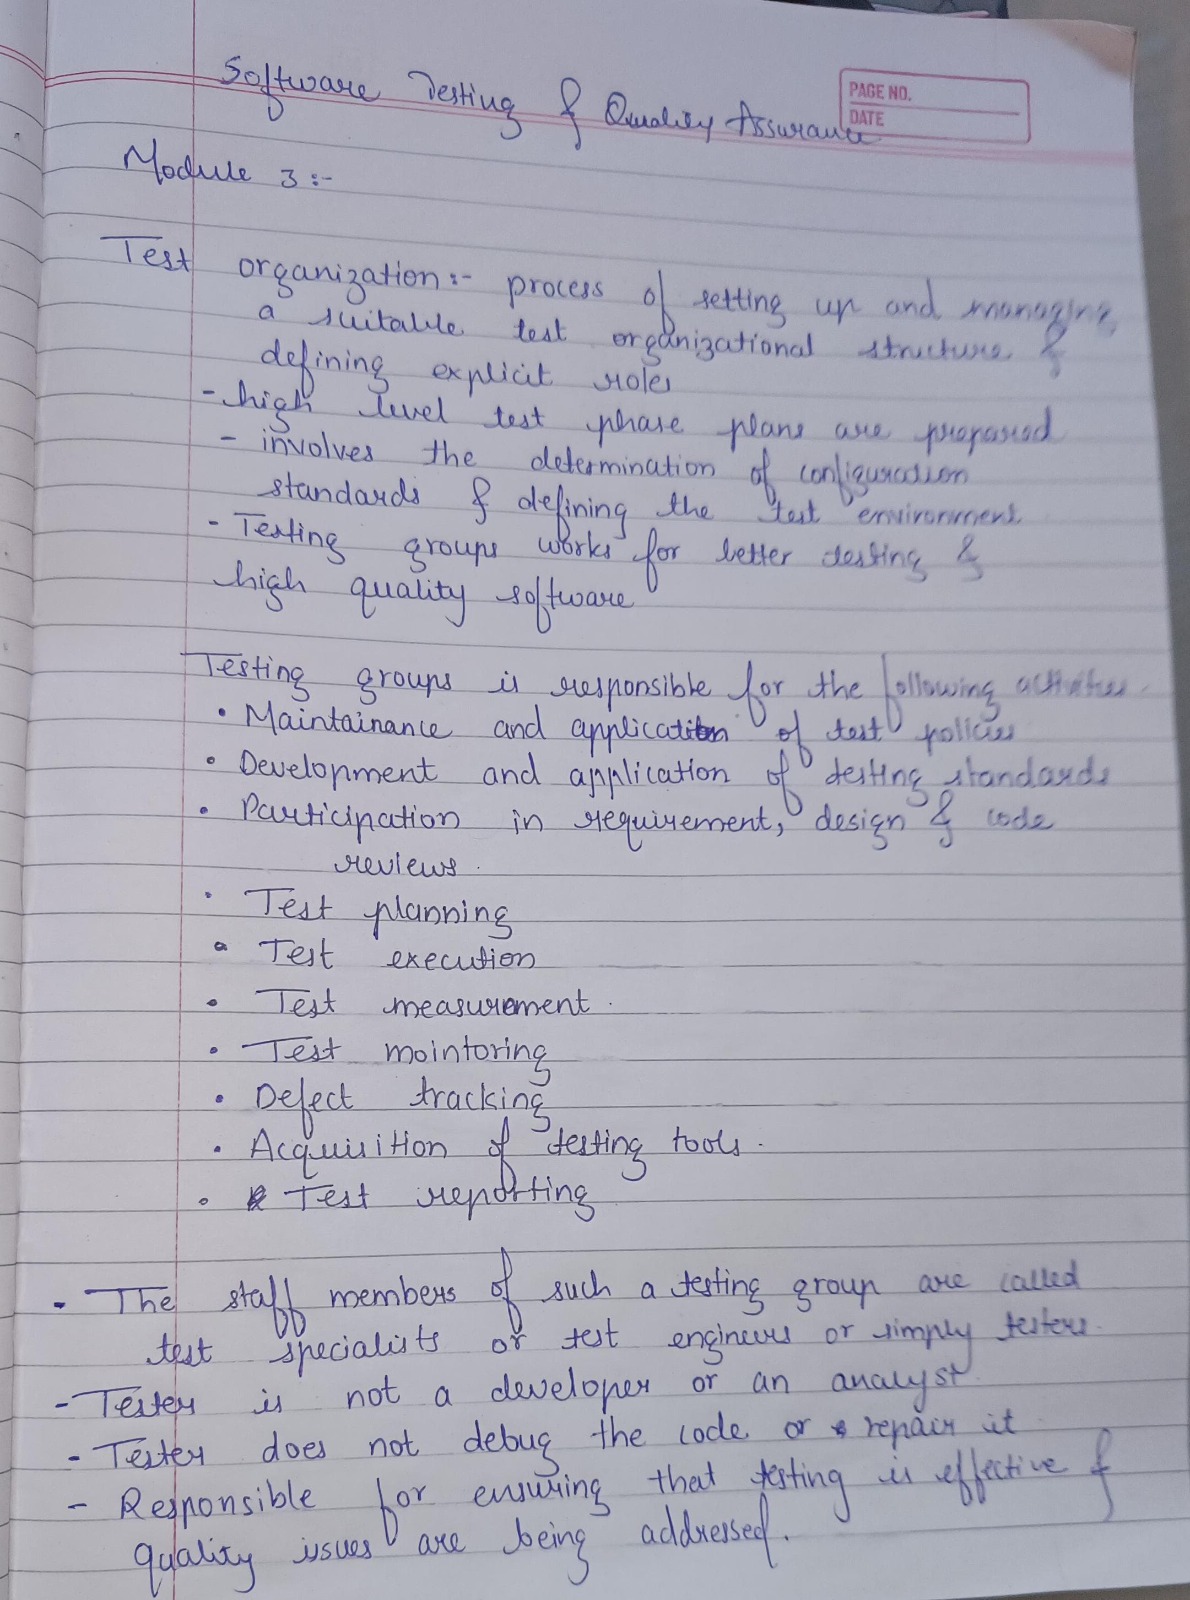 Software Testing & Quality Assurance
PAGE NO.
DATE
Module 3 :-
Test organization :- process of setting up and managing
a suitable test organizational structure &
defining explicit roles
- high level test phase plans are prepared
- involves the determination of configuration
standards & defining the test environment
- Testing groups works for better testing &
high quality software
Testing groups is responsible for the following activities
• Maintainance and application of test policies
• Development and application of testing standards
• Participation in requirement, design & code
reviews.
• Test planning
• Test execution
• Test measurement.
• Test mointoring
• Defect tracking
• Acquisition of testing tools.
• Test reporting
- The staff members of such a testing group are called
test specialists or test engineers or simply testers.
- Tester is not a developer or an analyst.
- Tester does not debug the code or repair it.
- Responsible for ensuring that testing is effective &
quality issues are being addressed.